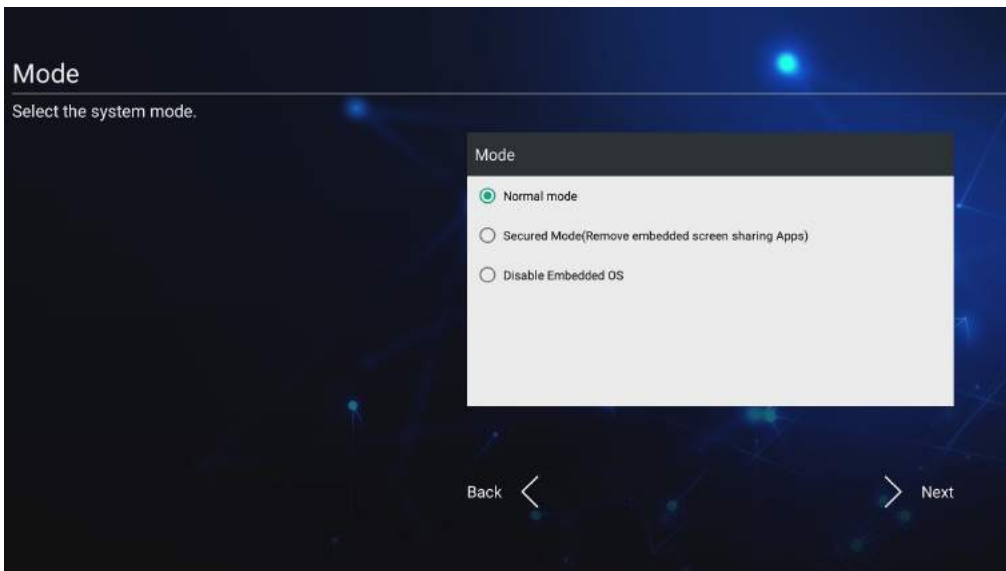 Mode
Select the system mode.
Mode
Normal mode
Secured Mode(Remove embedded screen sharing Apps)
Disable Embedded OS
Back
Next